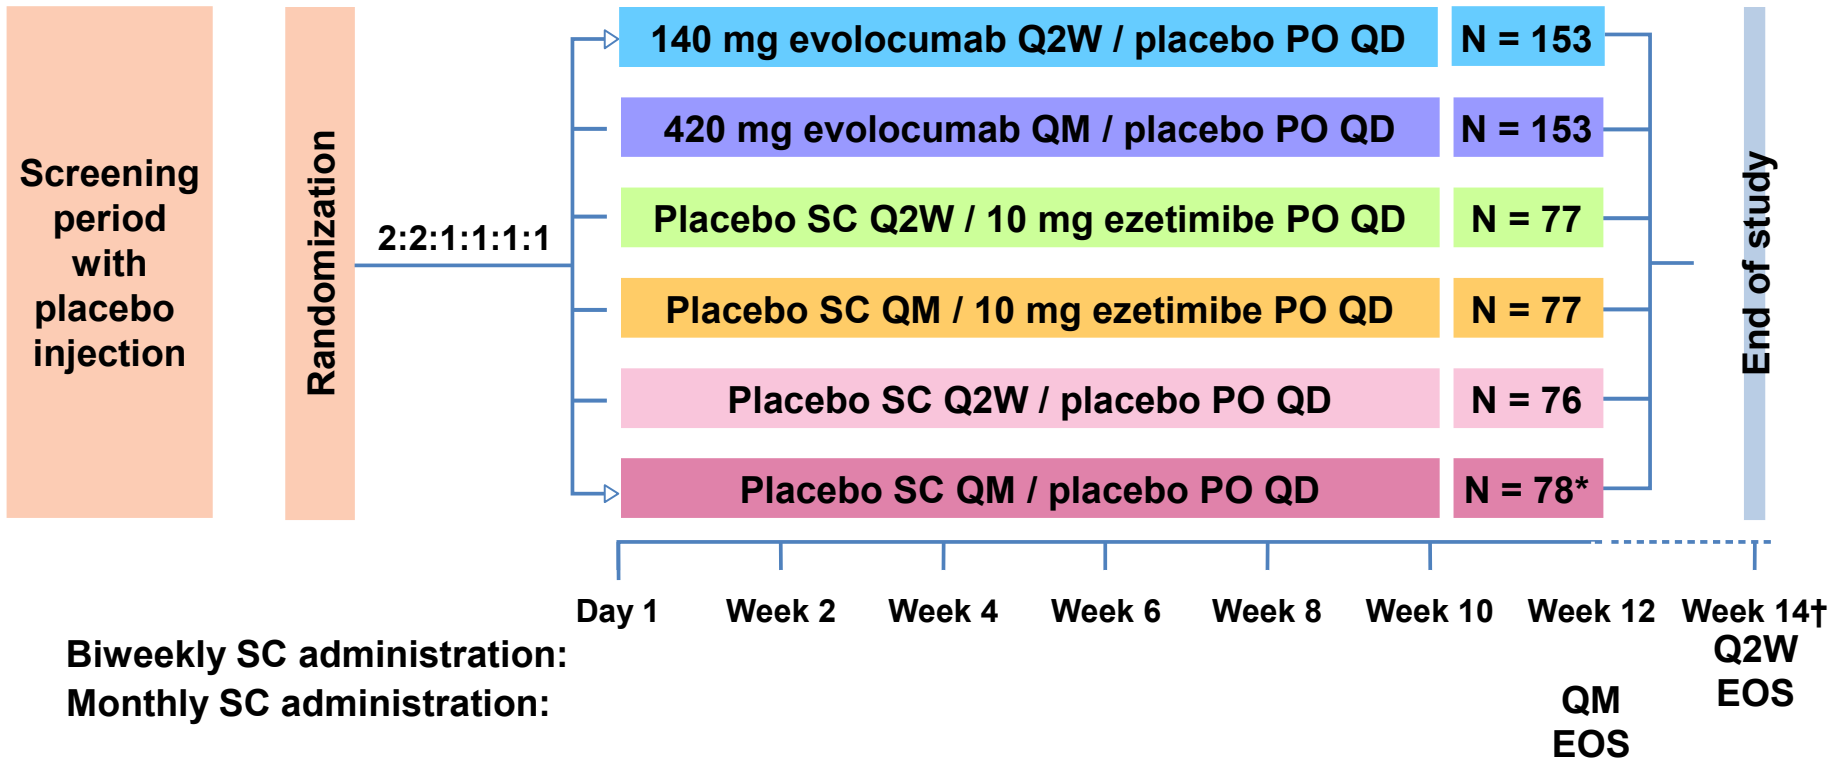 Screening
period
with
placebo
injection
Randomization
2:2:1:1:1:1
140 mg evolocumab Q2W / placebo PO QD N = 153
420 mg evolocumab QM / placebo PO QD N = 153
Placebo SC Q2W / 10 mg ezetimibe PO QD N = 77
Placebo SC QM / 10 mg ezetimibe PO QD N = 77
Placebo SC Q2W / placebo PO QD N = 76
Placebo SC QM / placebo PO QD N = 78*
End of study
Day 1 Week 2 Week 4 Week 6 Week 8 Week 10 Week 12 Week 14†
Biweekly SC administration:
Q2W
EOS
Monthly SC administration:
QM
EOS